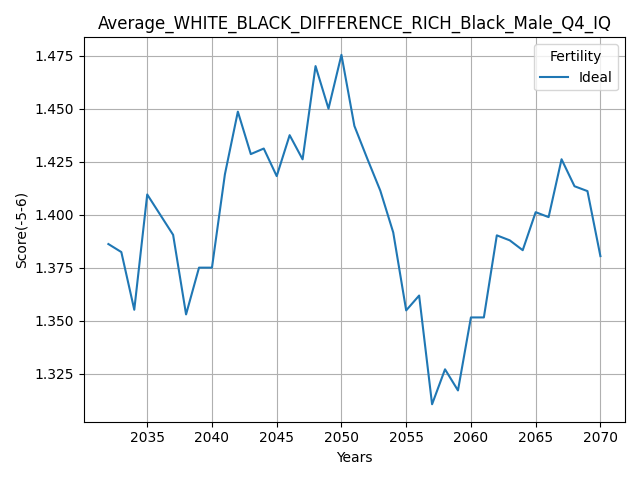 Average_WHITE_BLACK_DIFFERENCE_RICH_Black_Male_Q4_IQ
Fertility
Ideal
1.475
1.450
1.425
1.400
1.375
1.350
1.325
Score(-5-6)
2035 2040 2045 2050 2055 2060 2065 2070
Years